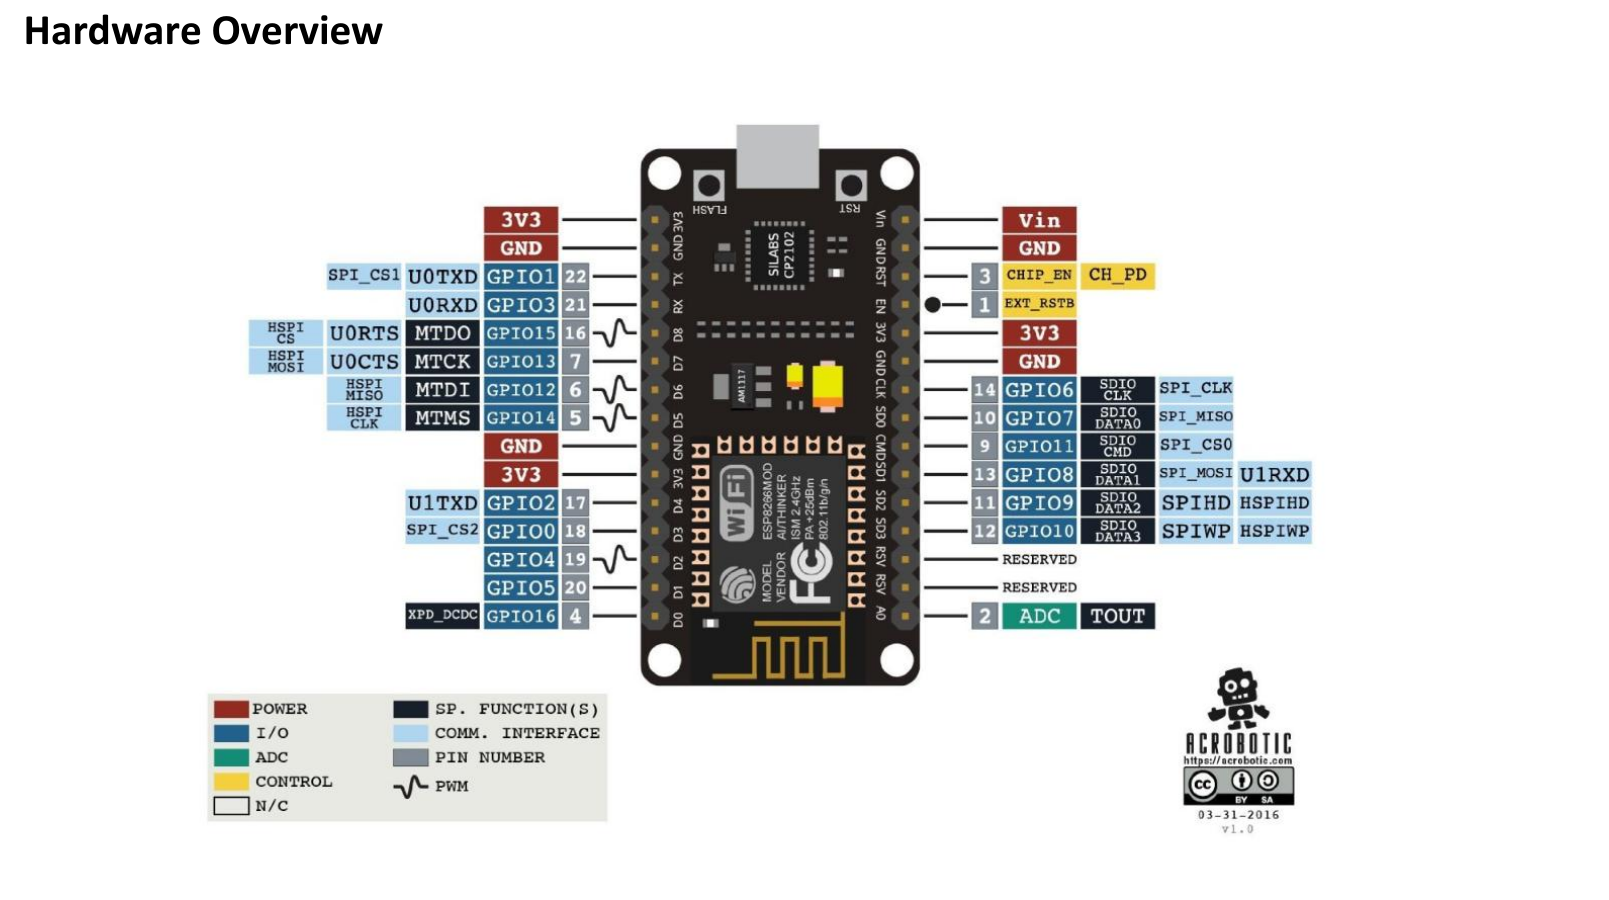 Hardware Overview
FLASH
RST
3V3 3V3 Vin Vin
GND GND GND GND
SPI_CS1 U0TXD GPIO1 22 TX RST 3 CHIP_EN CH_PD
U0RXD GPIO3 21 RX EN 1 EXT_RSTB
HSPI CS U0RTS MTDO GPIO15 16 D8 3V3 3V3
HSPI MOSI U0CTS MTCK GPIO13 7 D7 GND GND
HSPI MISO MTDI GPIO12 6 D6 CLK 14 GPIO6 SDIO CLK SPI_CLK
HSPI CLK MTMS GPIO14 5 D5 SD0 10 GPIO7 SDIO DATA0 SPI_MISO
GND GND CMD 9 GPIO11 SDIO CMD SPI_CS0
3V3 3V3 SD1 13 GPIO8 SDIO DATA1 SPI_MOSI U1RXD
U1TXD GPIO2 17 D4 SD2 11 GPIO9 SDIO DATA2 SPIHD HSPIHD
SPI_CS2 GPIO0 18 D3 SD3 12 GPIO10 SDIO DATA3 SPIWP HSPIWP
GPIO4 19 D2 RSV RESERVED
GPIO5 20 D1 RSV RESERVED
XPD_DCDC GPIO16 4 D0 A0 2 ADC TOUT
SILABS
CP2102
AM1117
WiFi
MODEL ESP8266MOD
VENDOR AI/THINKER
ISM 2.4GHz
PA +25dBm
802.11b/g/n
FC
POWER
I/O
ADC
CONTROL
N/C
SP. FUNCTION(S)
COMM. INTERFACE
PIN NUMBER
PWM
ACROBOTIC
https://acrobotic.com
cc
BY SA
03-31-2016
v1.0